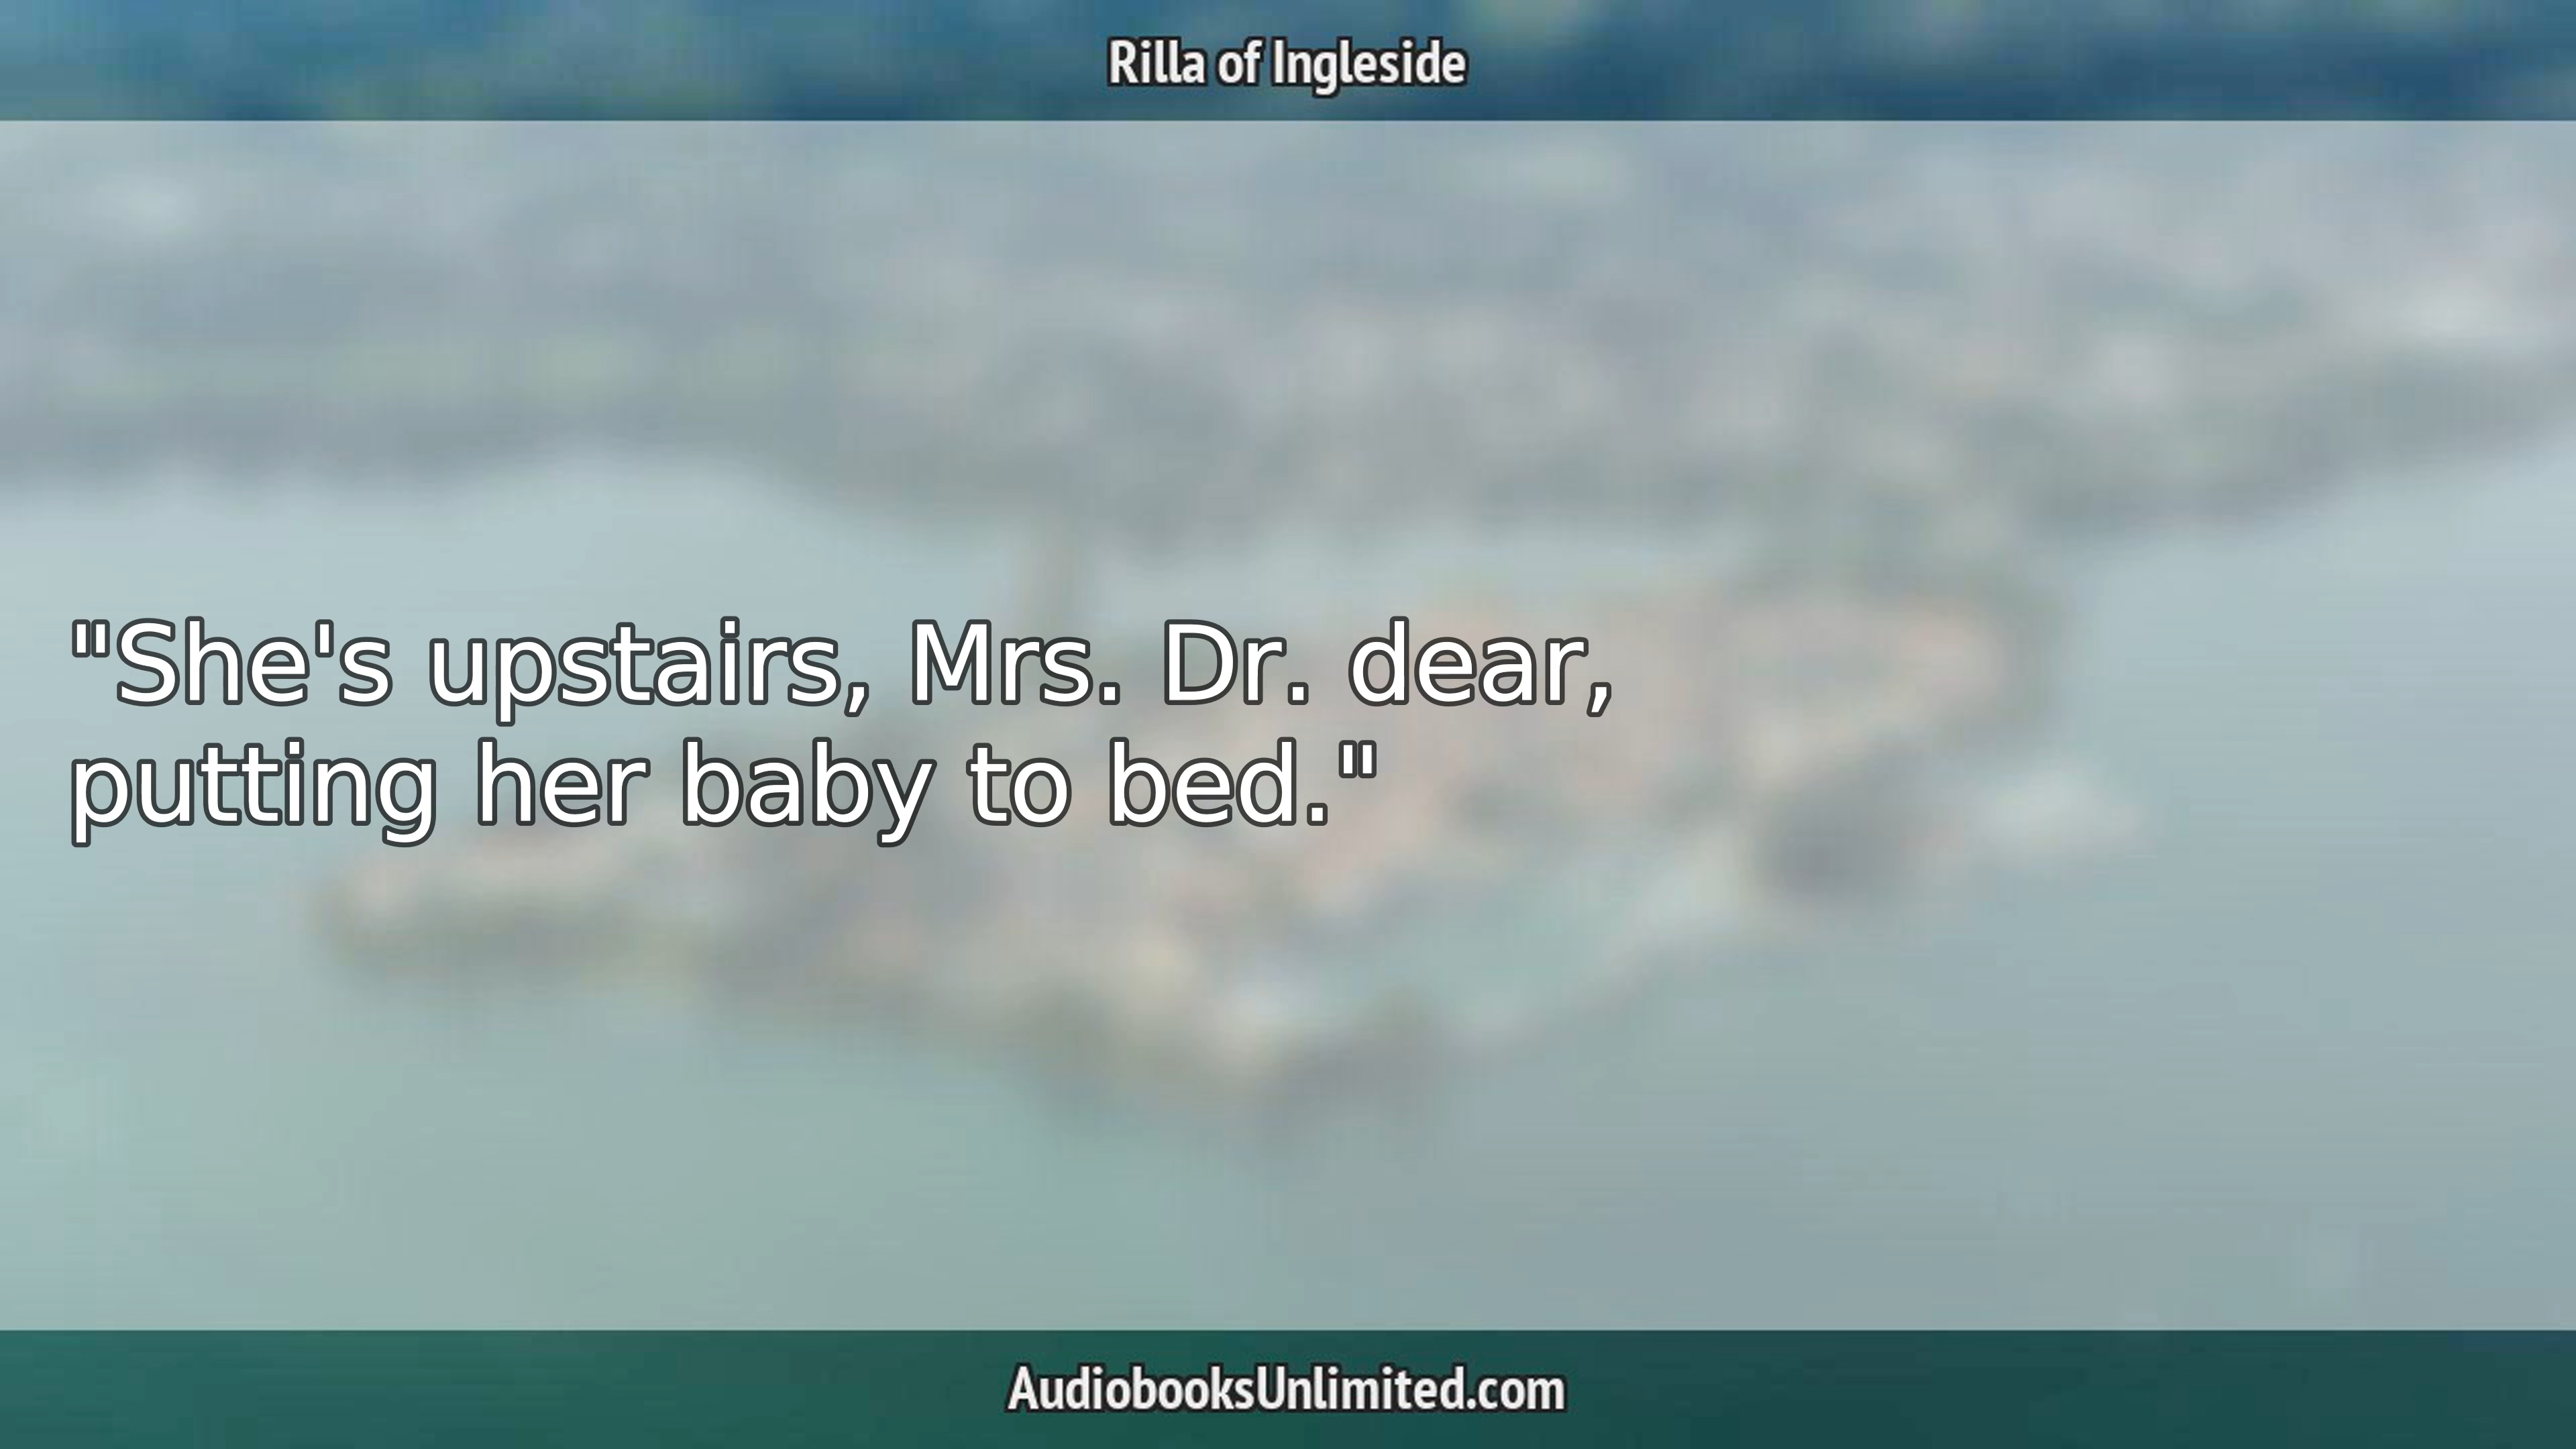 Rilla of Ingleside
"She's upstairs, Mrs. Dr. dear,
putting her baby to bed."
AudiobooksUnlimited.com